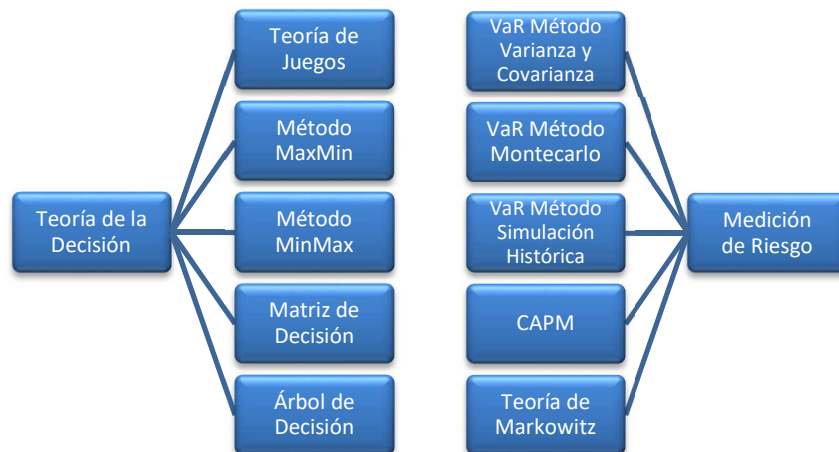 Teoría de
Juegos
Método
MaxMin
Teoría de la
Decisión
Método
MinMax
Matriz de
Decisión
Árbol de
Decisión
VaR Método
Varianza y
Covarianza
VaR Método
Montecarlo
VaR Método
Simulación
Histórica
Medición
de Riesgo
CAPM
Teoría de
Markowitz